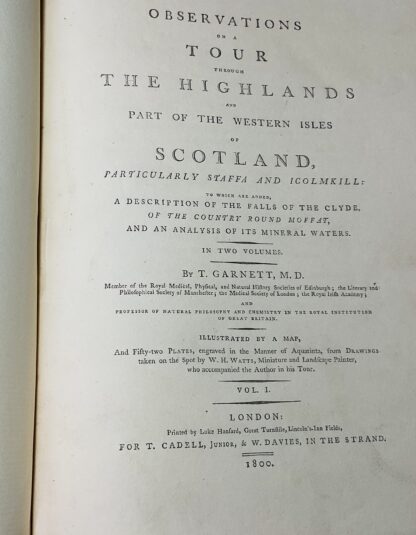 OBSERVATIONS
ON A
TOUR
THROUGH
THE HIGHLANDS
AND
PART OF THE WESTERN ISLES
OF
SCOTLAND,
PARTICULARLY STAFFA AND ICOLMKILL:
TO WHICH ARE ADDED,
A DESCRIPTION OF THE FALLS OF THE CLYDE,
OF THE COUNTRY ROUND MOFFAT,
AND AN ANALYSIS OF ITS MINERAL WATERS.
IN TWO VOLUMES.
By T. GARNETT, M.D.
Member of the Royal Medical, Physical, and Natural History Societies of Edinburgh; the Literary and
Philosophical Society of Manchester; the Medical Society of London; the Royal Irish Academy;
AND
PROFESSOR OF NATURAL PHILOSOPHY AND CHEMISTRY IN THE ROYAL INSTITUTION
OF GREAT BRITAIN.
ILLUSTRATED BY A MAP,
And Fifty-two PLATES, engraved in the Manner of Aquatinta, from DRAWINGS
taken on the Spot by W. H. WATTS, Miniature and Landscape Painter,
who accompanied the Author in his Tour.
VOL. I.
LONDON:
Printed by Luke Hansard, Great Turnstile, Lincoln's-Inn Fields,
FOR T. CADELL, JUNIOR, & W. DAVIES, IN THE STRAND.
1800.